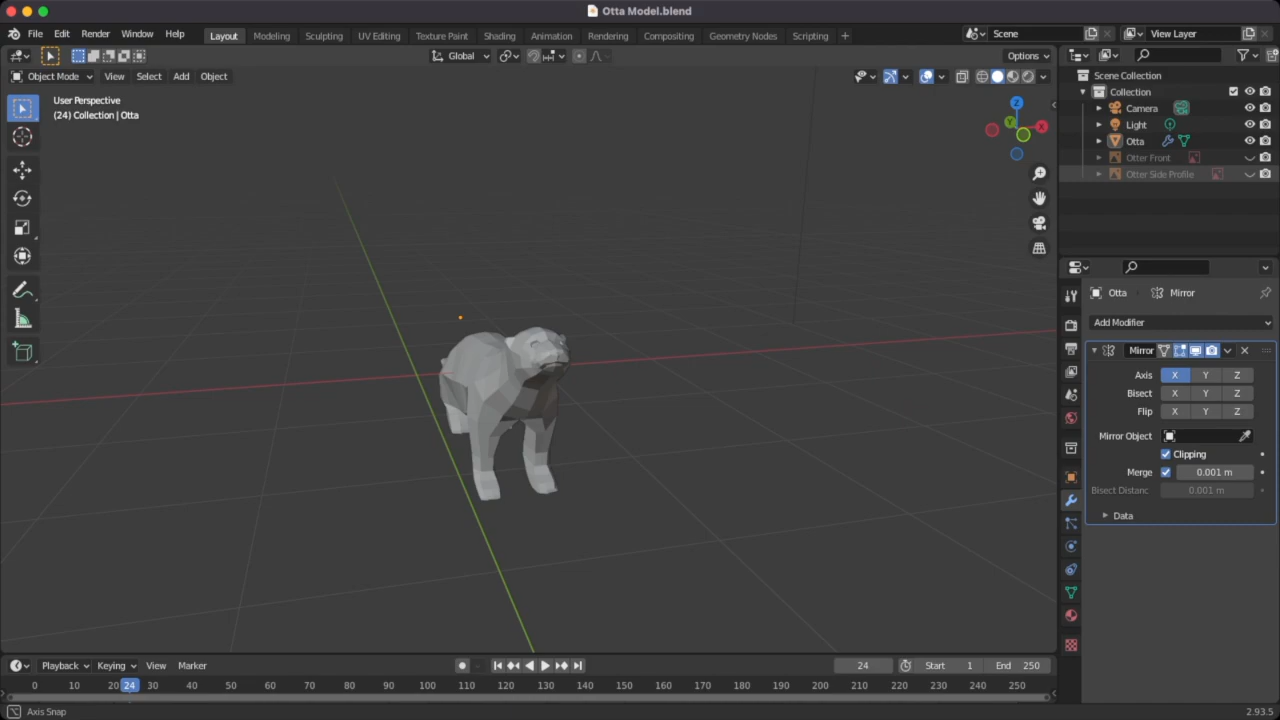 Otta Model.blend
File Edit Render Window Help
Layout Modeling Sculpting UV Editing Texture Paint Shading Animation Rendering Compositing Geometry Nodes Scripting +
Scene View Layer
Global Options
Object Mode View Select Add Object
User Perspective
(24) Collection | Otta
Z
Y
X
Scene Collection
Collection
Camera
Light
Otta
Otter Front
Otter Side Profile
Otta Mirror
Add Modifier
Mirror
Axis X Y Z
Bisect X Y Z
Flip X Y Z
Mirror Object
Clipping
Merge 0.001 m
Bisect Distanc 0.001 m
Data
Playback Keying View Marker
24 Start 1 End 250
0 10 20 24 30 40 50 60 70 80 90 100 110 120 130 140 150 160 170 180 190 200 210 220 230 240 250
Axis Snap
2.93.5